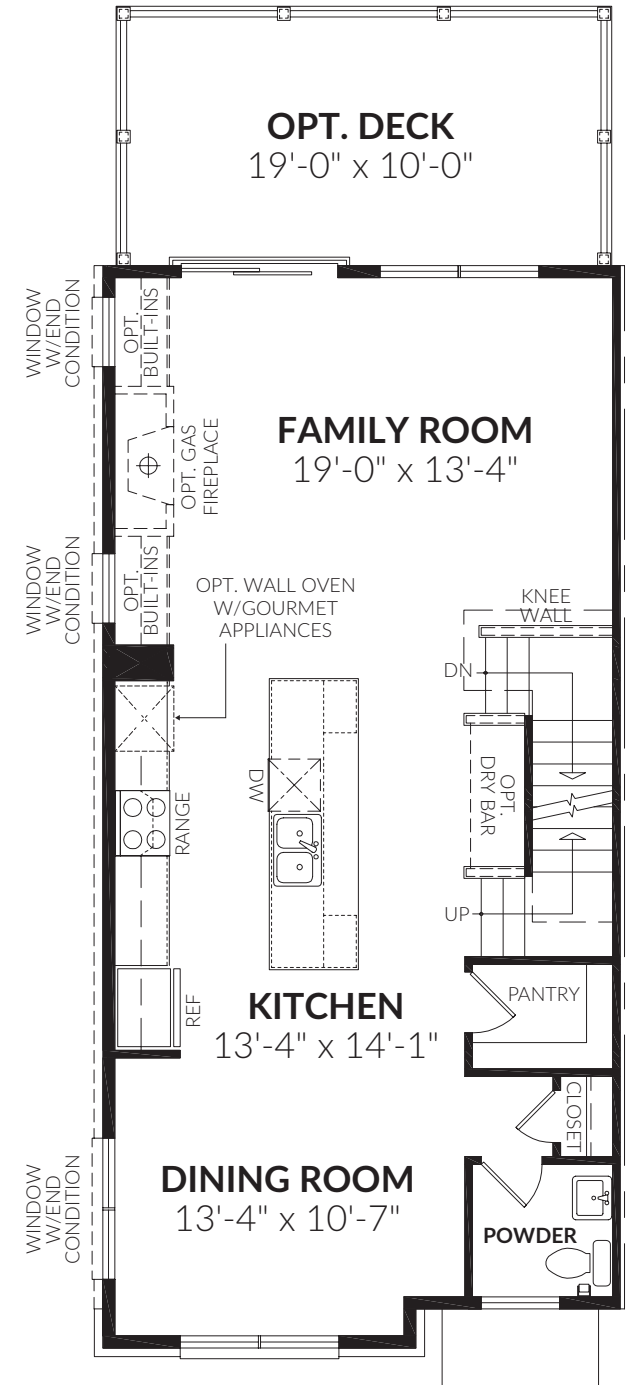 OPT. DECK
19'-0" x 10'-0"
WINDOW
W/END
CONDITION
OPT.
BUILT-INS
OPT. GAS
FIREPLACE
FAMILY ROOM
19'-0" x 13'-4"
WINDOW
W/END
CONDITION
OPT.
BUILT-INS
OPT. WALL OVEN
W/GOURMET
APPLIANCES
KNEE
WALL
DN
DW
OPT.
DRY BAR
RANGE
UP
REF
KITCHEN
13'-4" x 14'-1"
PANTRY
CLOSET
WINDOW
W/END
CONDITION
DINING ROOM
13'-4" x 10'-7"
POWDER